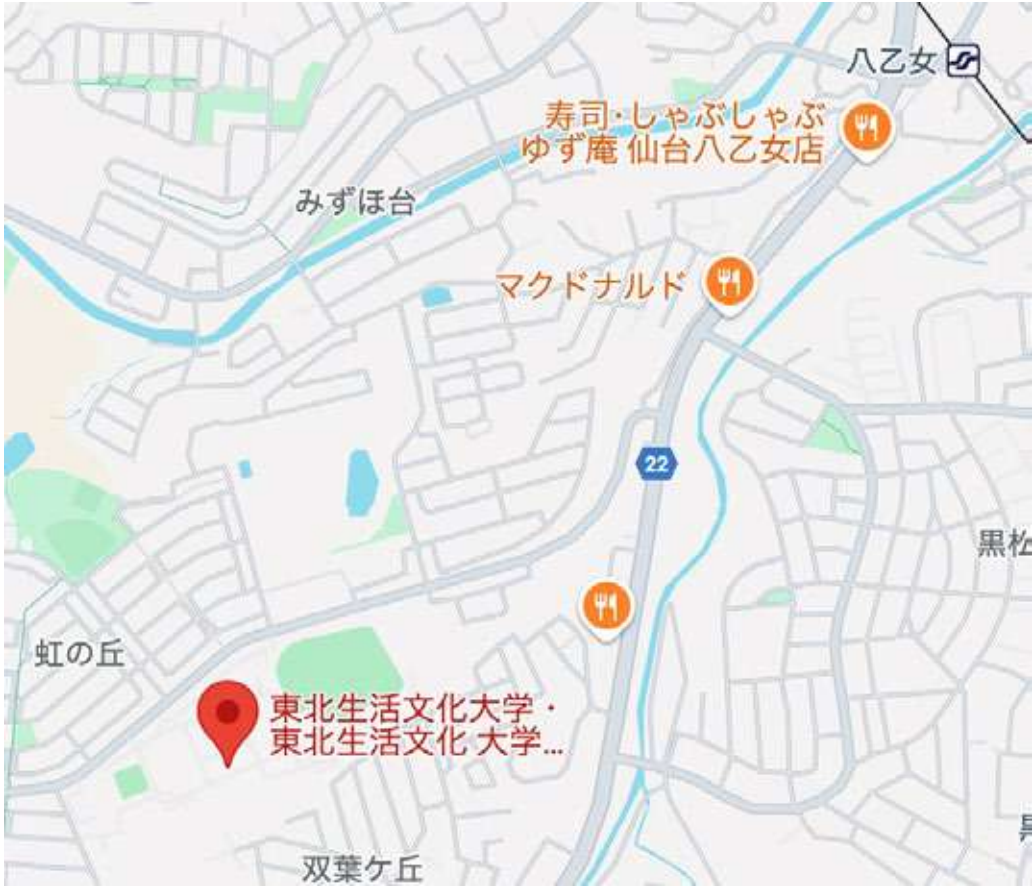 八乙女
寿司・しゃぶしゃぶ
ゆず庵 仙台八乙女店
みずほ台
マクドナルド
22
黒松
虹の丘
東北生活文化大学・
東北生活文化 大学...
双葉ケ丘